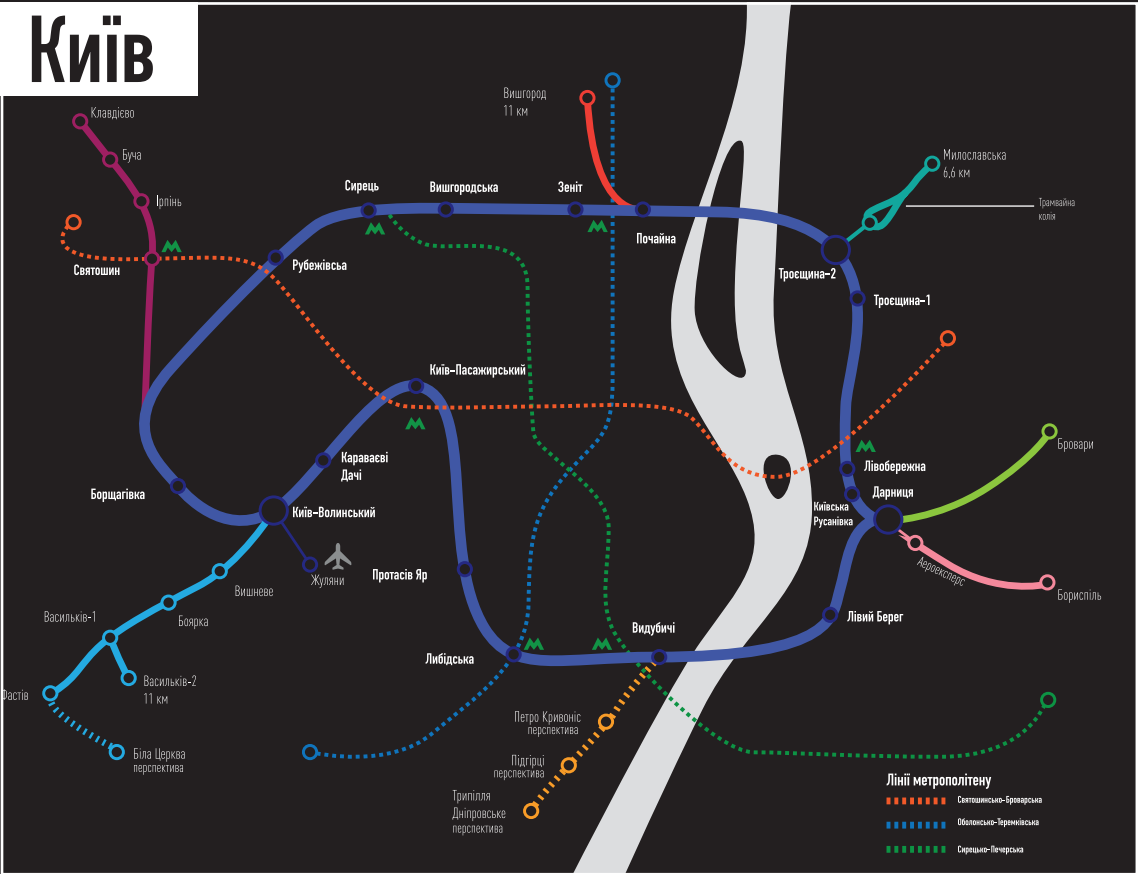 Київ
Клавдієво
Буча
Ірпінь
Святошин
Вишгород
11 км
Сирець
Вишгородська
Зеніт
Почайна
Рубежівсьа
Милославська
6,6 км
Трамвайна
колія
Троєщина-2
Троєщина-1
Київ-Пасажирський
Караваєві
Дачі
Борщагівка
Київ-Волинський
Жуляни
Протасів Яр
Лівобережна
Дарниця
Київська
Русанівка
Бровари
Аероексперс
Бориспіль
Вишневе
Боярка
Васильків-1
Васильків-2
11 км
Фастів
Біла Церква
перспектива
Либідська
Видубичі
Лівий Берег
Петро Кривоніс
перспектива
Підгірці
перспектива
Трипілля
Дніпровське
перспектива
Лінії метрополітену
Святошинсько-Броварська
Оболонсько-Теремківська
Сирецько-Печерська